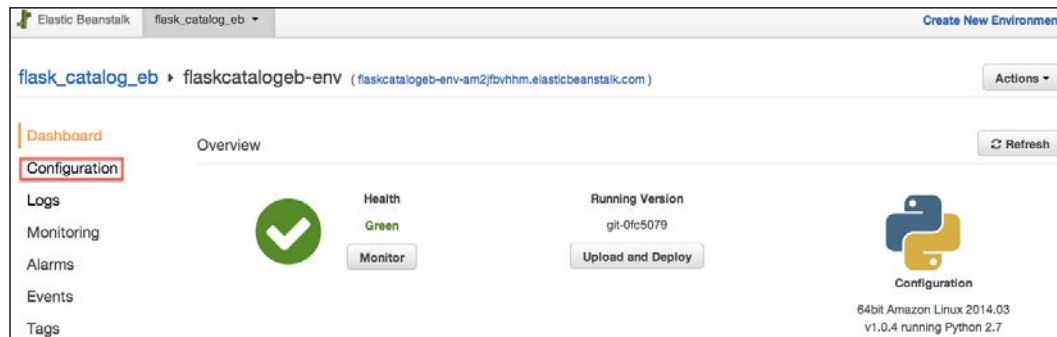 Elastic Beanstalk flask_catalog_eb
Create New Environmen
flask_catalog_eb flaskcatalogeb-env (flaskcatalogeb-env-am2jfbvhhm.elasticbeanstalk.com)
Actions
Dashboard
Configuration
Logs
Monitoring
Alarms
Events
Tags
Overview
Refresh
Health
Green
Monitor
Running Version
git-0fc5079
Upload and Deploy
Configuration
64bit Amazon Linux 2014.03
v1.0.4 running Python 2.7